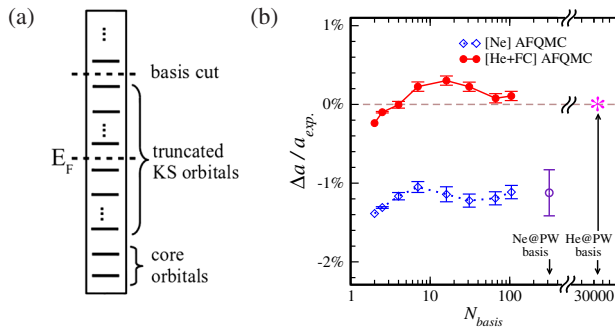 (a)
⋮
basis cut
⋮
E_F
truncated
KS orbitals
⋮
core
orbitals
(b)
[Ne] AFQMC
[He+FC] AFQMC
1%
0%
-1%
-2%
Δa / a_exp.
Ne@PW
basis
He@PW
basis
1
10
100
30000
N_basis